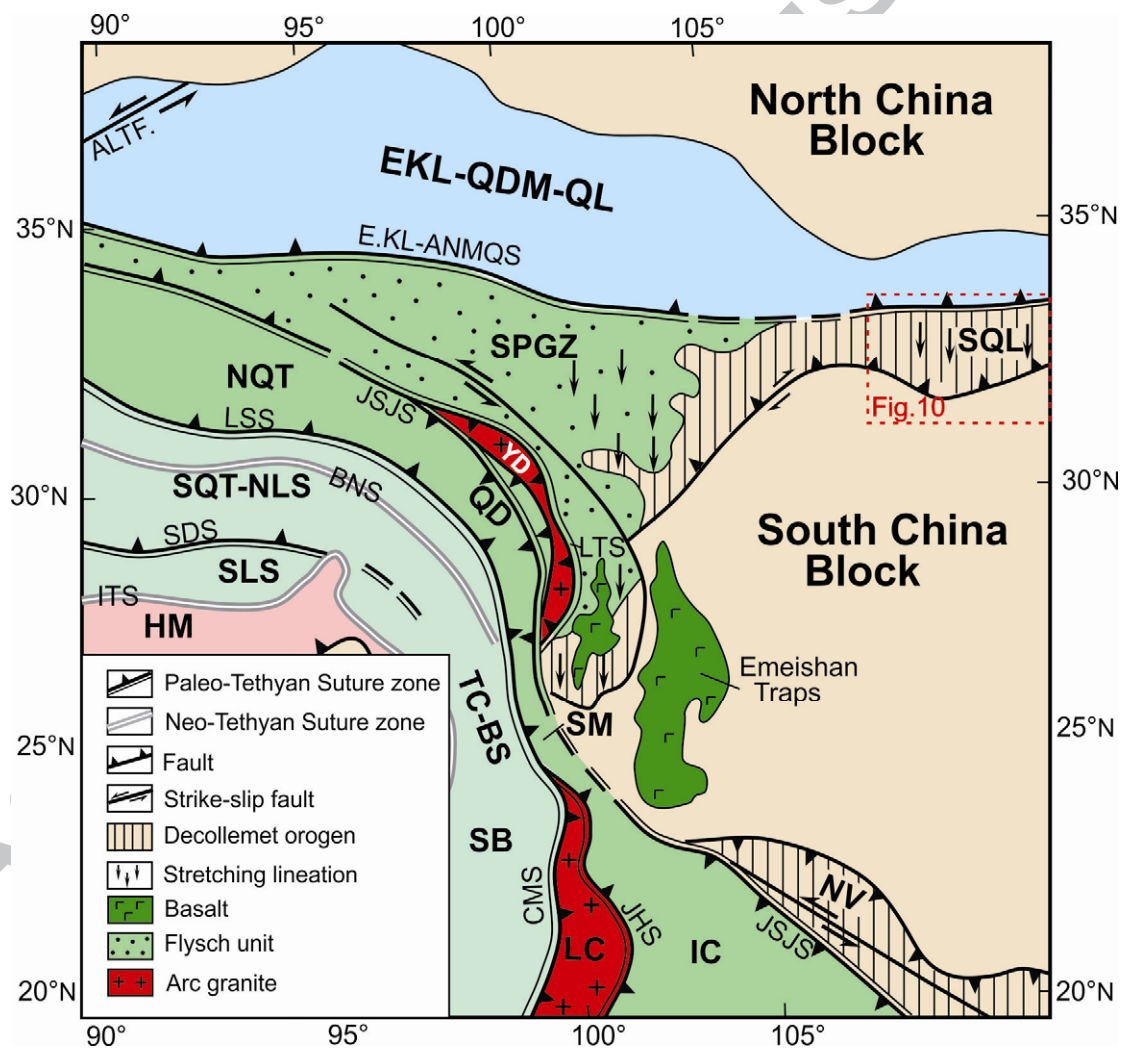 90°
95°
100°
105°
North China
Block
ALTF.
EKL-QDM-QL
35°N
35°N
E.KL-ANMQS
SPGZ
SQL
NQT
JSJS
Fig.10
LSS
YD
SQT-NLS
BNS
QD
30°N
30°N
SDS
South China
Block
LTS
SLS
ITS
HM
Emeishan
Traps
TC-BS
SM
25°N
25°N
Paleo-Tethyan Suture zone
Neo-Tethyan Suture zone
Fault
Strike-slip fault
Decollemet orogen
Stretching lineation
Basalt
Flysch unit
Arc granite
SB
CMS
LC
JHS
IC
NV
JSJS
20°N
20°N
90°
95°
100°
105°